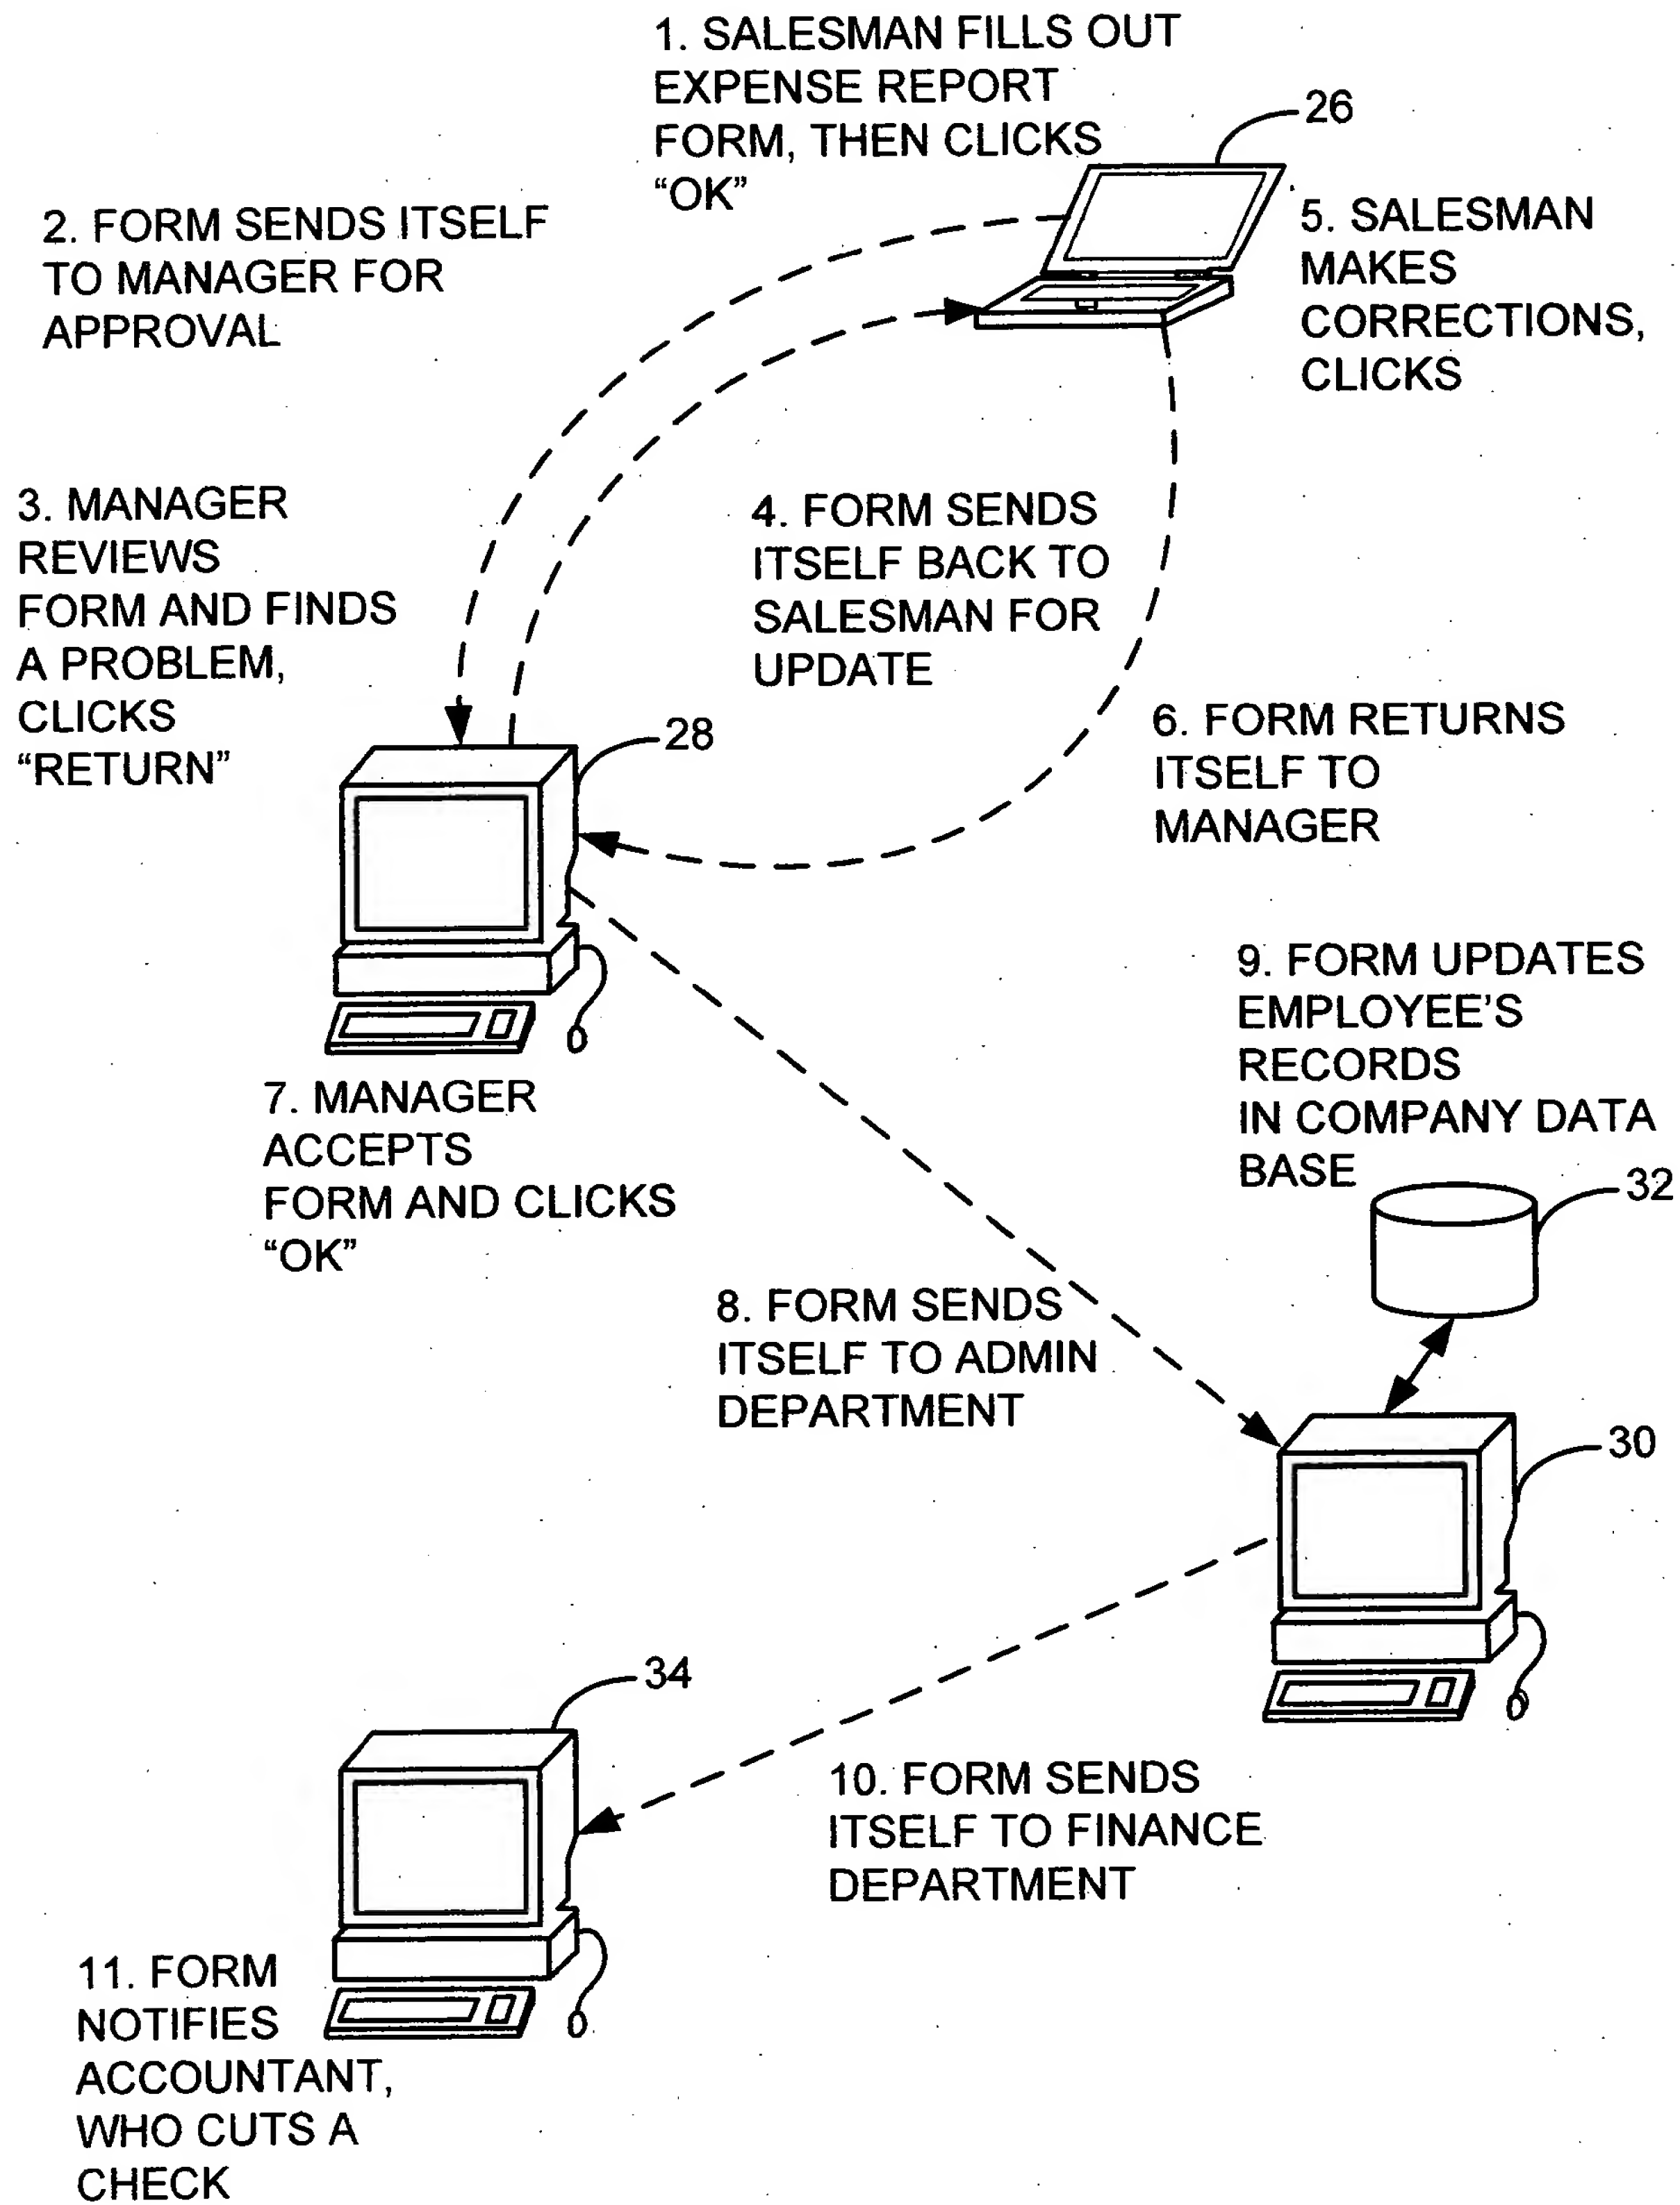 1. SALESMAN FILLS OUT
EXPENSE REPORT
FORM, THEN CLICKS
“OK”
26
2. FORM SENDS ITSELF
TO MANAGER FOR
APPROVAL
5. SALESMAN
MAKES
CORRECTIONS,
CLICKS
3. MANAGER
REVIEWS
FORM AND FINDS
A PROBLEM,
CLICKS
“RETURN”
4. FORM SENDS
ITSELF BACK TO
SALESMAN FOR
UPDATE
28
6. FORM RETURNS
ITSELF TO
MANAGER
7. MANAGER
ACCEPTS
FORM AND CLICKS
“OK”
9. FORM UPDATES
EMPLOYEE’S
RECORDS
IN COMPANY DATA
BASE
32
8. FORM SENDS
ITSELF TO ADMIN
DEPARTMENT
30
34
10. FORM SENDS
ITSELF TO FINANCE
DEPARTMENT
11. FORM
NOTIFIES
ACCOUNTANT,
WHO CUTS A
CHECK